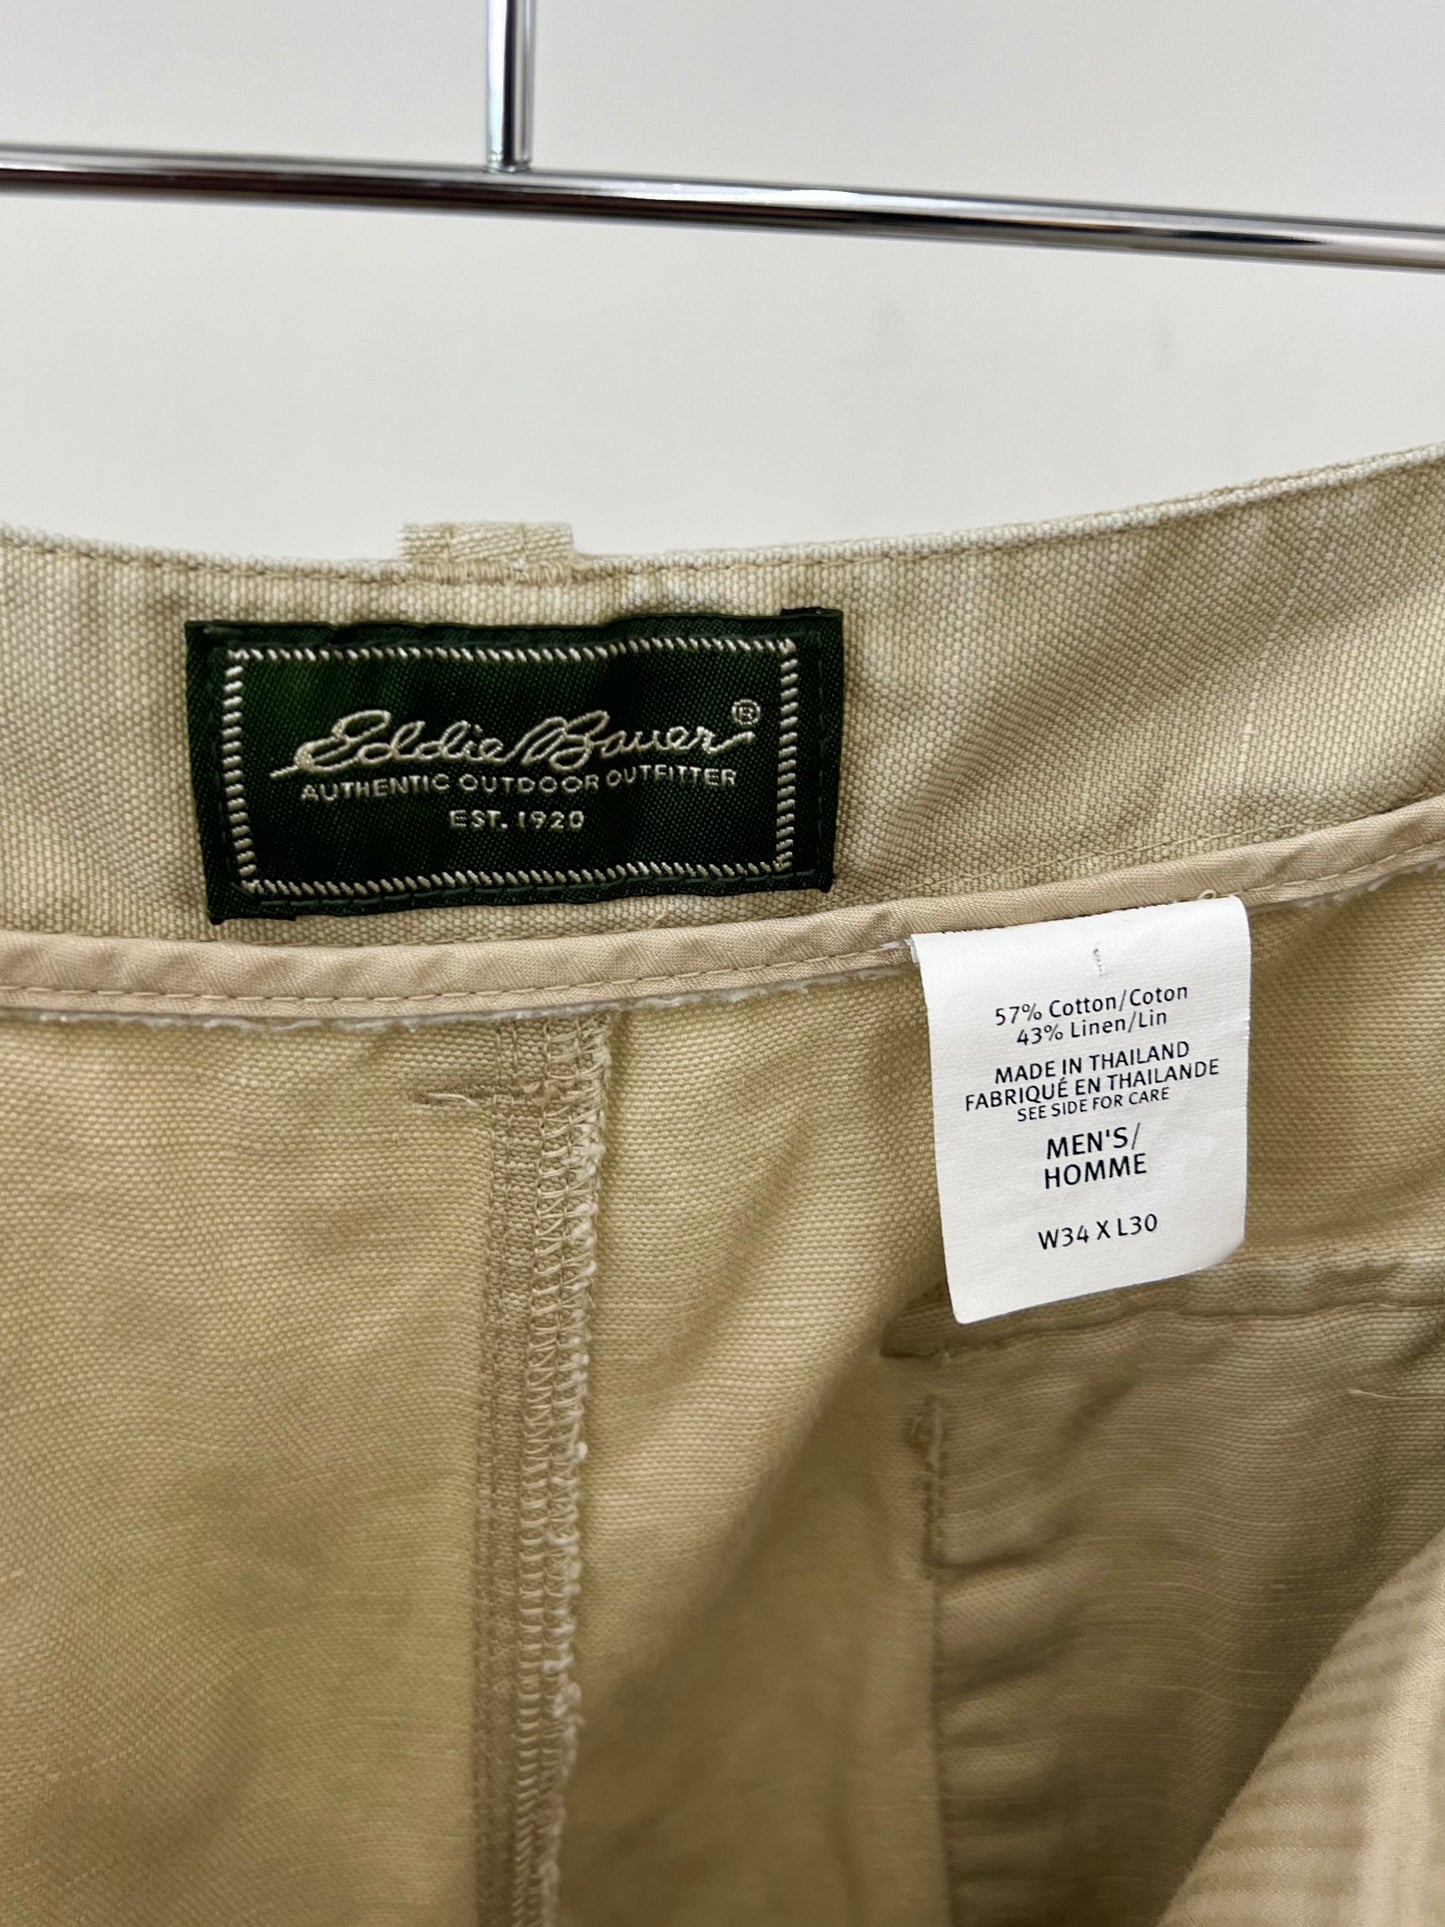 Eddie Bauer®
AUTHENTIC OUTDOOR OUTFITTER
EST. 1920
57% Cotton/Coton
43% Linen/Lin
MADE IN THAILAND
FABRIQUÉ EN THAILANDE
SEE SIDE FOR CARE
MEN'S/
HOMME
W34 X L30